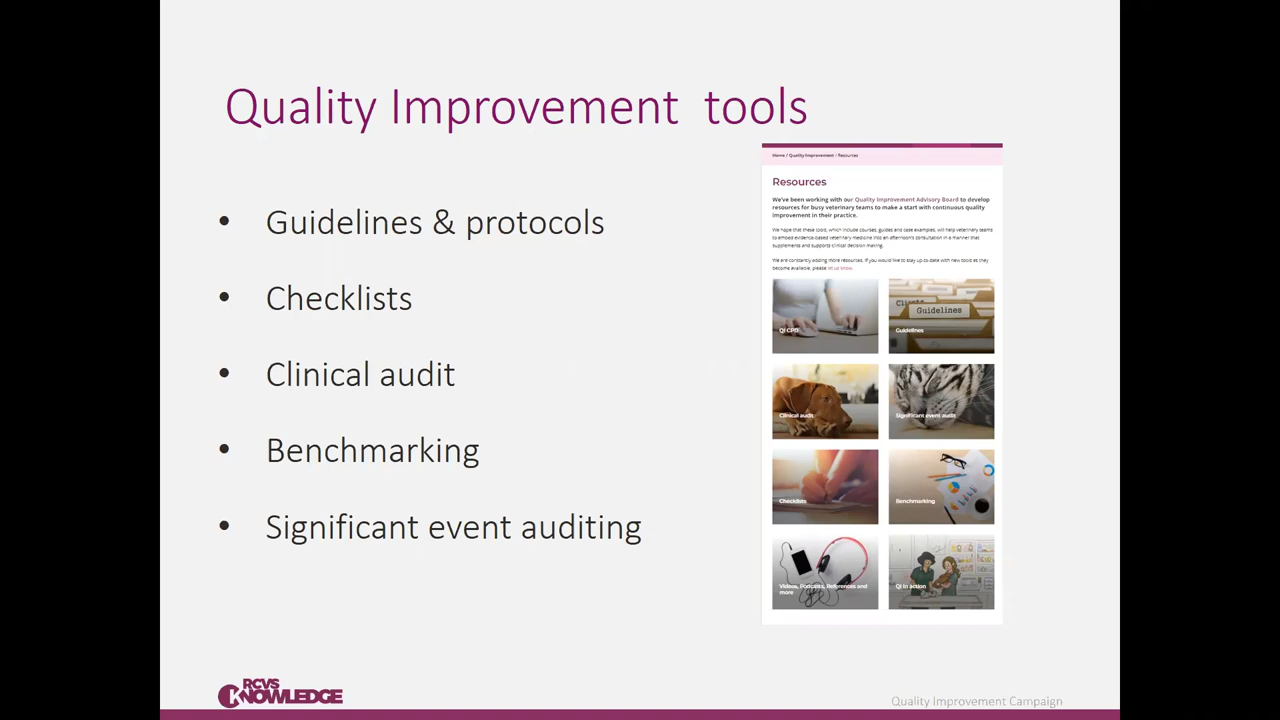 Quality Improvement tools
• Guidelines & protocols
• Checklists
• Clinical audit
• Benchmarking
• Significant event auditing
Home / Quality Improvement / Resources
Resources
We've been working with our Quality Improvement Advisory Board to develop
resources for busy veterinary teams to make a start with continuous quality
improvement in their practice.
We hope that these tools, which include courses, guides and case examples, will help veterinary teams
to embed evidence-based veterinary medicine into an afternoon's consultation in a manner that
supplements and supports clinical decision making.
We are constantly adding more resources. If you would like to stay up-to-date with new tools as they
become available, please let us know.
QI CPD
Clients
Guidelines
Guidelines
Clinical audit
Significant event audit
Checklists
Benchmarking
Videos, Podcasts, References and
more
QI in action
RCVS
KNOWLEDGE
Quality Improvement Campaign